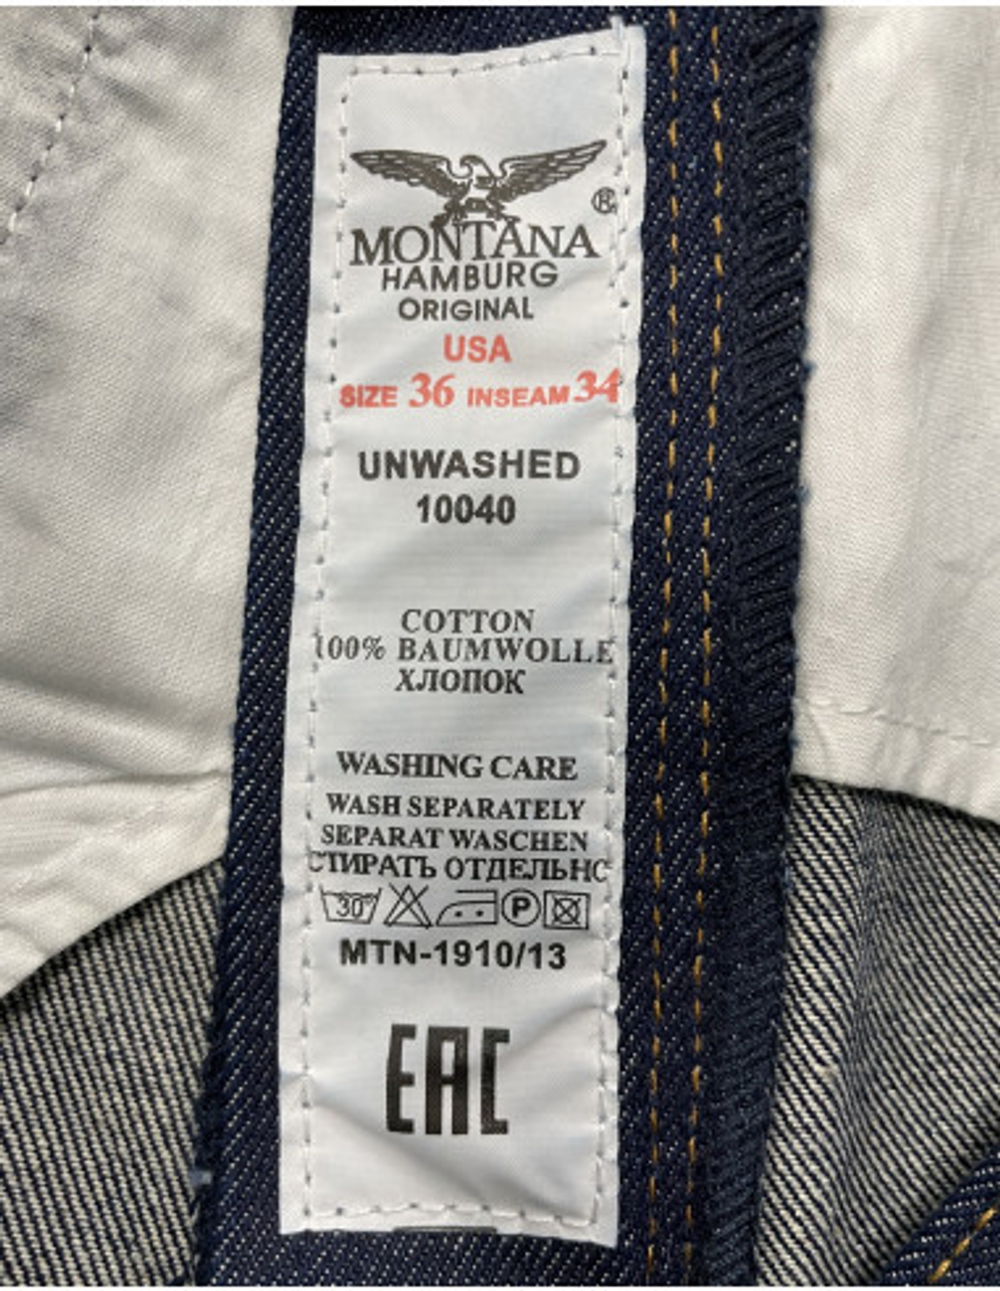 ®
MONTANA
HAMBURG
ORIGINAL
USA
SIZE 36 INSEAM 34
UNWASHED
10040
COTTON
100% BAUMWOLLE
ХЛОПОК
WASHING CARE
WASH SEPARATELY
SEPARAT WASCHEN
СТИРАТЪ ОТДЕЛЬНО
30° P
MTN-1910/13
EAC